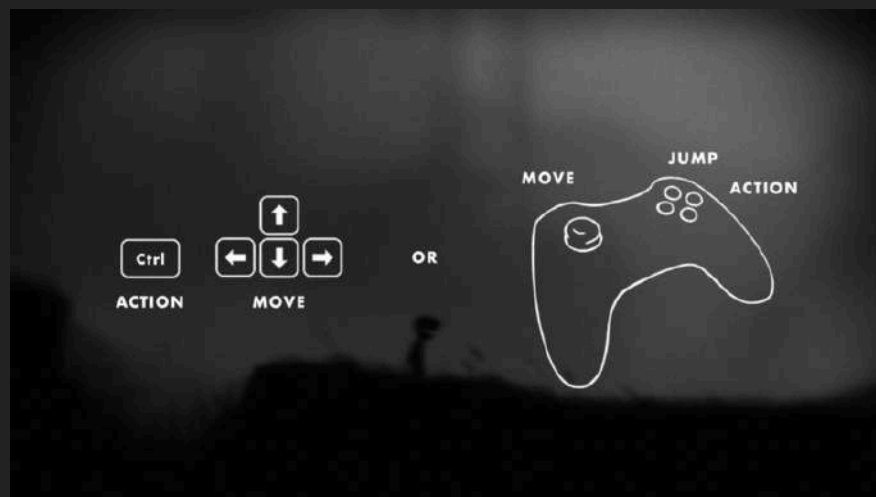 JUMP
MOVE
ACTION
Ctrl
OR
ACTION
MOVE